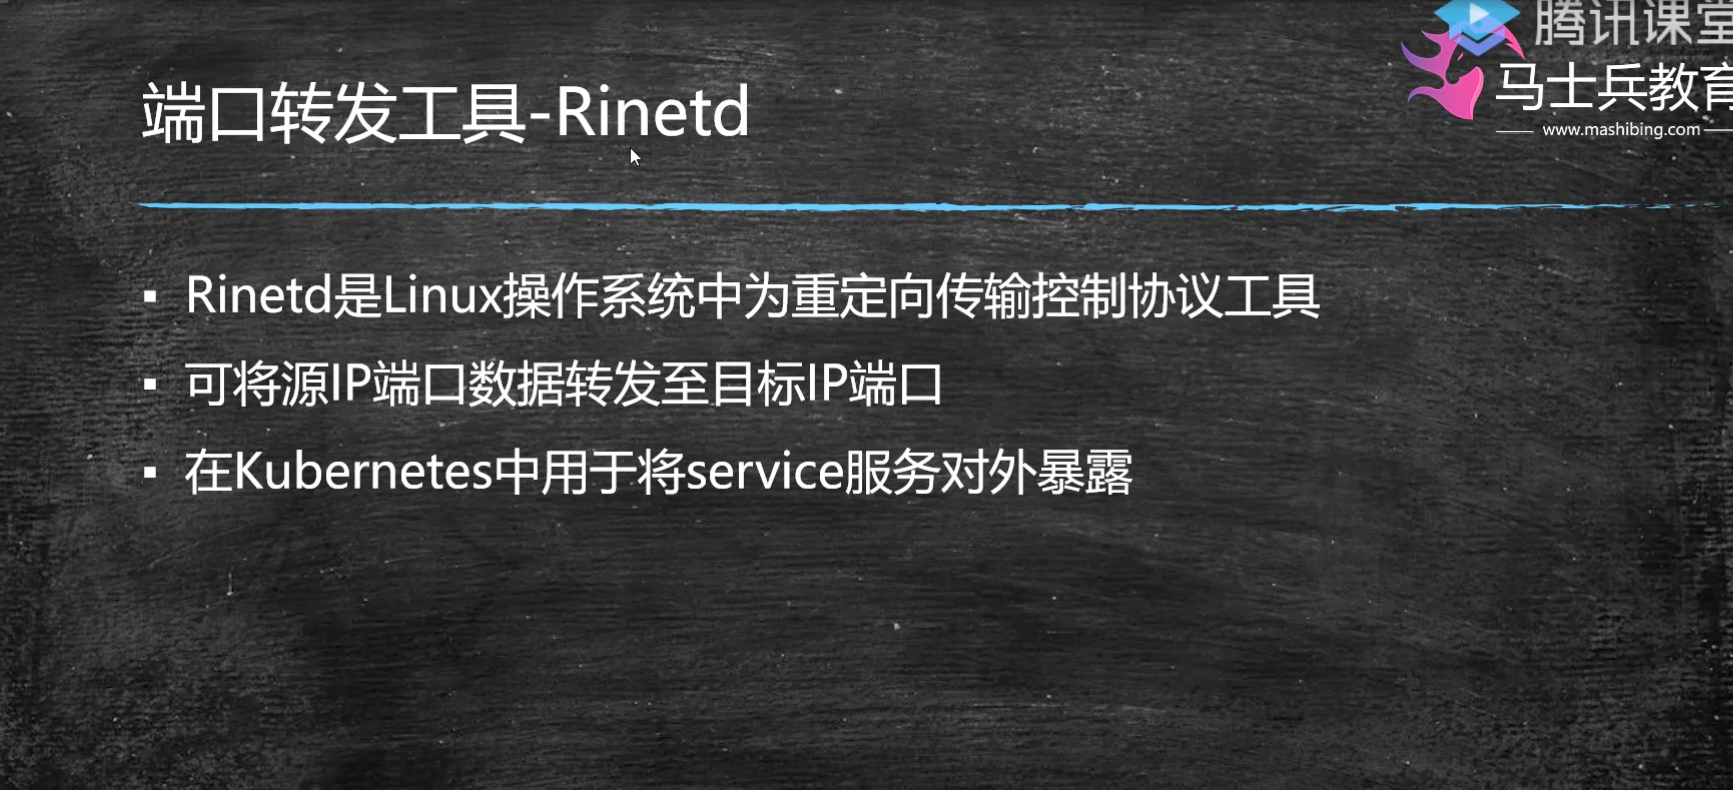 腾讯课堂
马士兵教育
www.mashibing.com
端口转发工具-Rinetd
▪ Rinetd是Linux操作系统中为重定向传输控制协议工具
▪ 可将源IP端口数据转发至目标IP端口
▪ 在Kubernetes中用于将service服务对外暴露